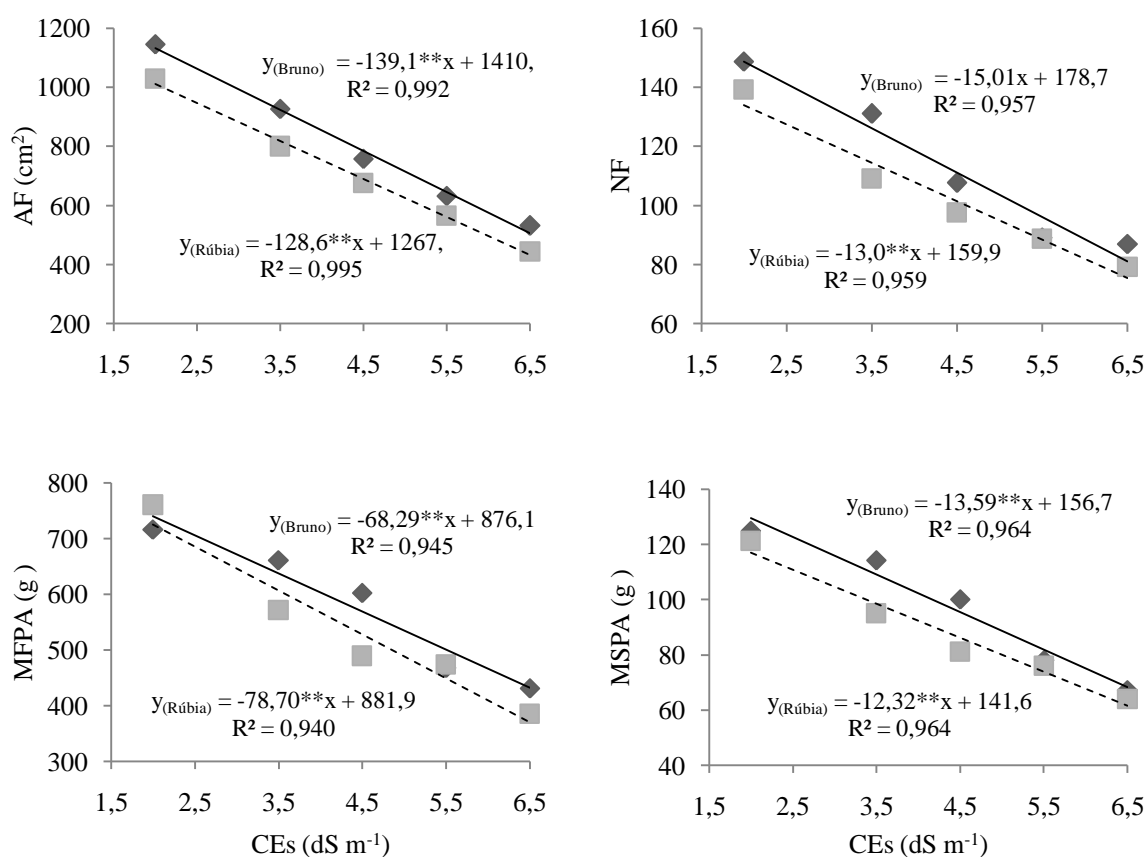 1200
1000
800
600
400
200
AF (cm²)
y(Bruno) = -139,1**x + 1410,
R² = 0,992
y(Rúbia) = -128,6**x + 1267,
R² = 0,995
1,5 2,5 3,5 4,5 5,5 6,5
160
140
120
100
80
60
NF
y(Bruno) = -15,01x + 178,7
R² = 0,957
y(Rúbia) = -13,0**x + 159,9
R² = 0,959
1,5 2,5 3,5 4,5 5,5 6,5
800
700
600
500
400
300
MFPA (g )
y(Bruno) = -68,29**x + 876,1
R² = 0,945
y(Rúbia) = -78,70**x + 881,9
R² = 0,940
1,5 2,5 3,5 4,5 5,5 6,5
CEs (dS m⁻¹)
140
120
100
80
60
40
MSPA (g )
y(Bruno) = -13,59**x + 156,7
R² = 0,964
y(Rúbia) = -12,32**x + 141,6
R² = 0,964
1,5 2,5 3,5 4,5 5,5 6,5
CEs (dS m⁻¹)